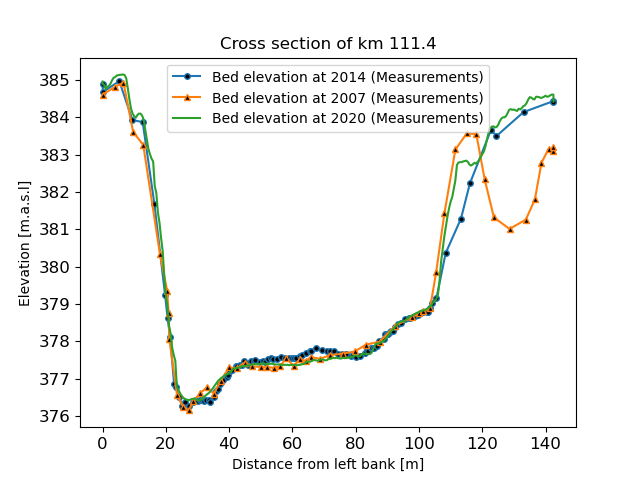 Cross section of km 111.4
Bed elevation at 2014 (Measurements)
Bed elevation at 2007 (Measurements)
Bed elevation at 2020 (Measurements)
Elevation [m.a.s.l]
385
384
383
382
381
380
379
378
377
376
0 20 40 60 80 100 120 140
Distance from left bank [m]